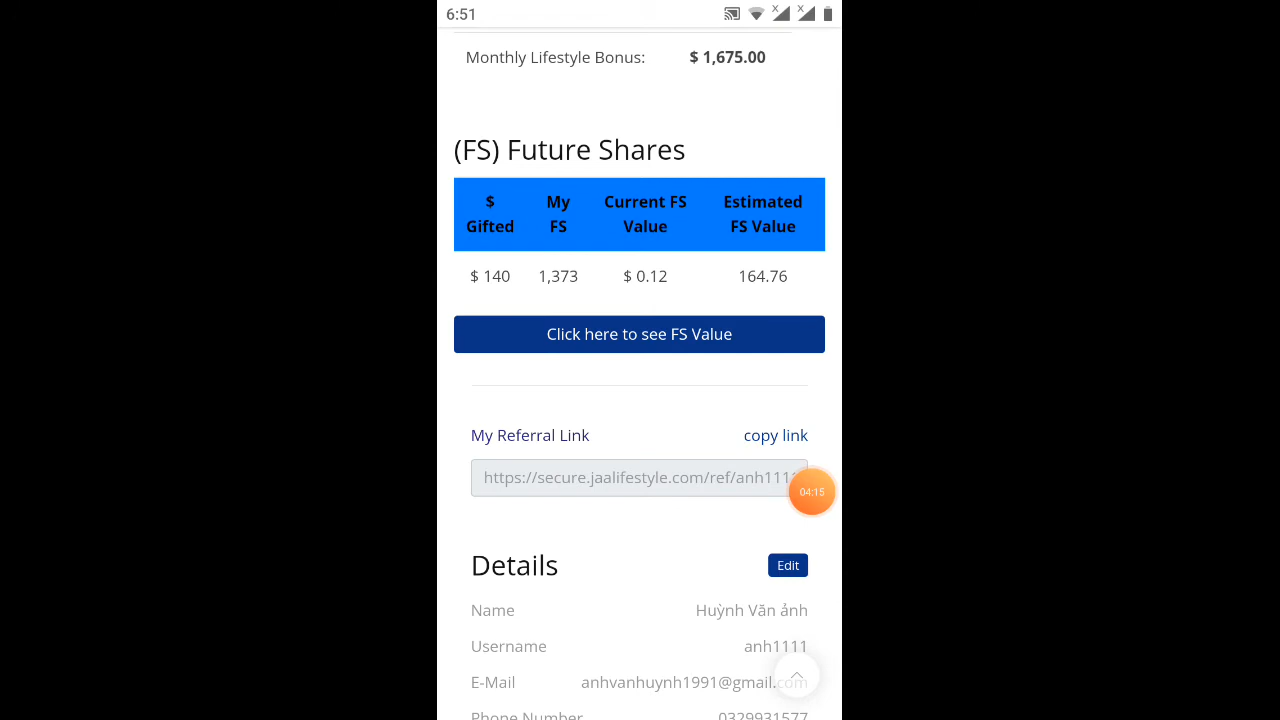 6:51
Monthly Lifestyle Bonus: $ 1,675.00
(FS) Future Shares
$ Gifted My FS Current FS Value Estimated FS Value
$ 140 1,373 $ 0.12 164.76
Click here to see FS Value
My Referral Link copy link
https://secure.jaalifestyle.com/ref/anh111
04:15
Details Edit
Name Huỳnh Văn ảnh
Username anh1111
E-Mail anhvanhuynh1991@gmail.com
Phone Number 0329931577